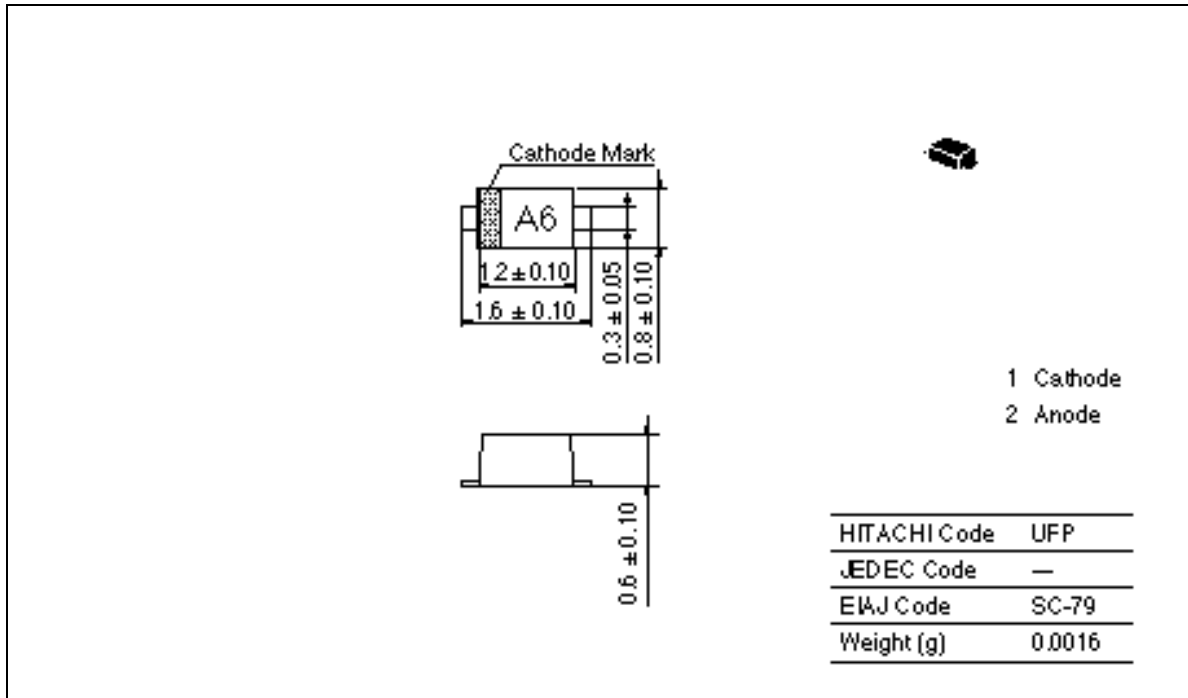 Cathode Mark
A6
1.2 ± 0.10
1.6 ± 0.10
0.3 ± 0.05
0.8 ± 0.10
1 Cathode
2 Anode
0.6 ± 0.10
HITACHI Code UFP
JEDEC Code —
EIAJ Code SC-79
Weight (g) 0.0016